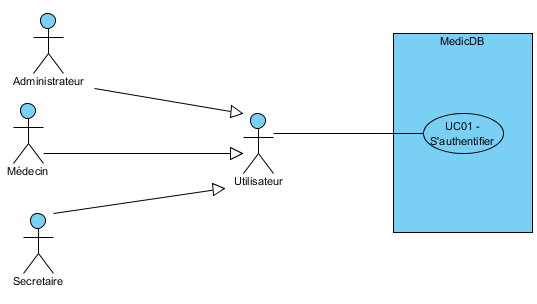 MedicDB
Administrateur
UC01 -
S'authentifier
Médecin
Utilisateur
Secretaire